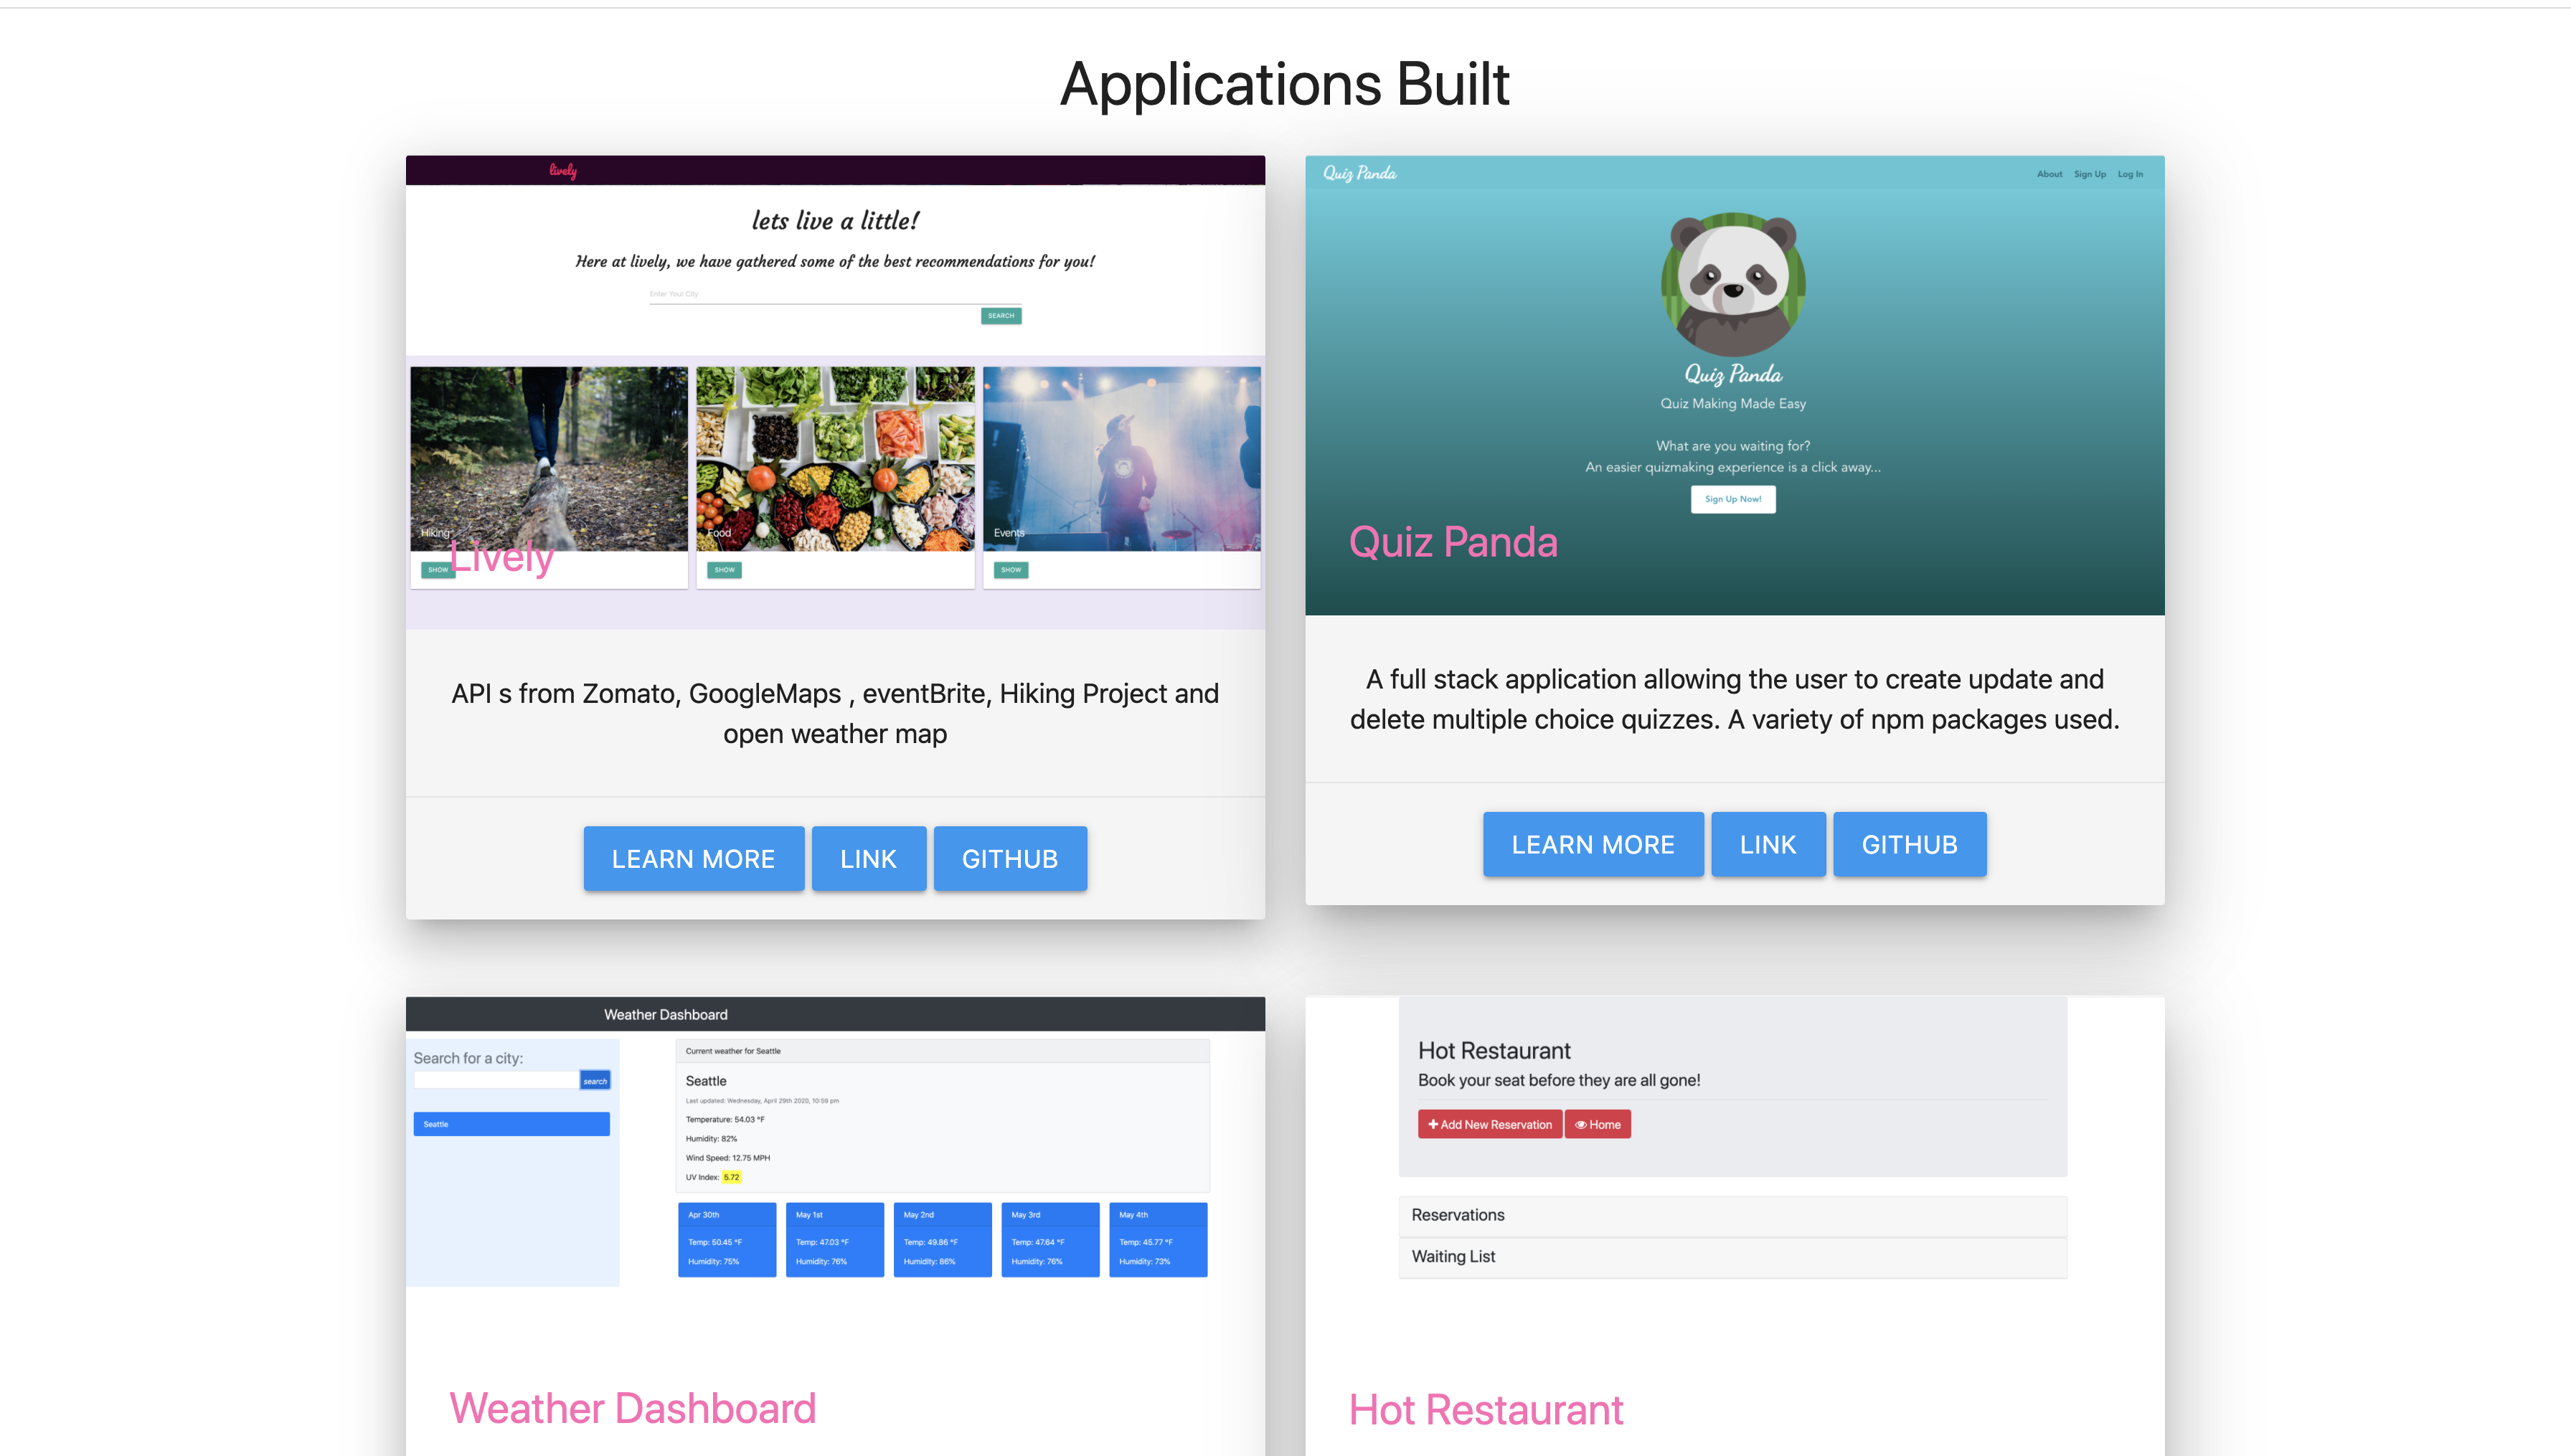 Applications Built
lively
lets live a little!
Here at lively, we have gathered some of the best recommendations for you!
Enter Your City
SEARCH
Hiking
Food
Events
SHOW
SHOW
SHOW
Lively
API s from Zomato, GoogleMaps , eventBrite, Hiking Project and
open weather map
LEARN MORE
LINK
GITHUB
Quiz Panda
About
Sign Up
Log In
Quiz Panda
Quiz Making Made Easy
What are you waiting for?
An easier quizmaking experience is a click away...
Sign Up Now!
Quiz Panda
A full stack application allowing the user to create update and
delete multiple choice quizzes. A variety of npm packages used.
LEARN MORE
LINK
GITHUB
Weather Dashboard
Search for a city:
search
Seattle
Current weather for Seattle
Seattle
Last updated: Wednesday, April 29th 2020, 10:59 pm
Temperature: 54.03 °F
Humidity: 82%
Wind Speed: 12.75 MPH
UV Index: 5.72
Apr 30th
Temp: 50.45 °F
Humidity: 75%
May 1st
Temp: 47.03 °F
Humidity: 76%
May 2nd
Temp: 49.86 °F
Humidity: 86%
May 3rd
Temp: 47.64 °F
Humidity: 76%
May 4th
Temp: 45.77 °F
Humidity: 73%
Weather Dashboard
Hot Restaurant
Book your seat before they are all gone!
Add New Reservation
Home
Reservations
Waiting List
Hot Restaurant